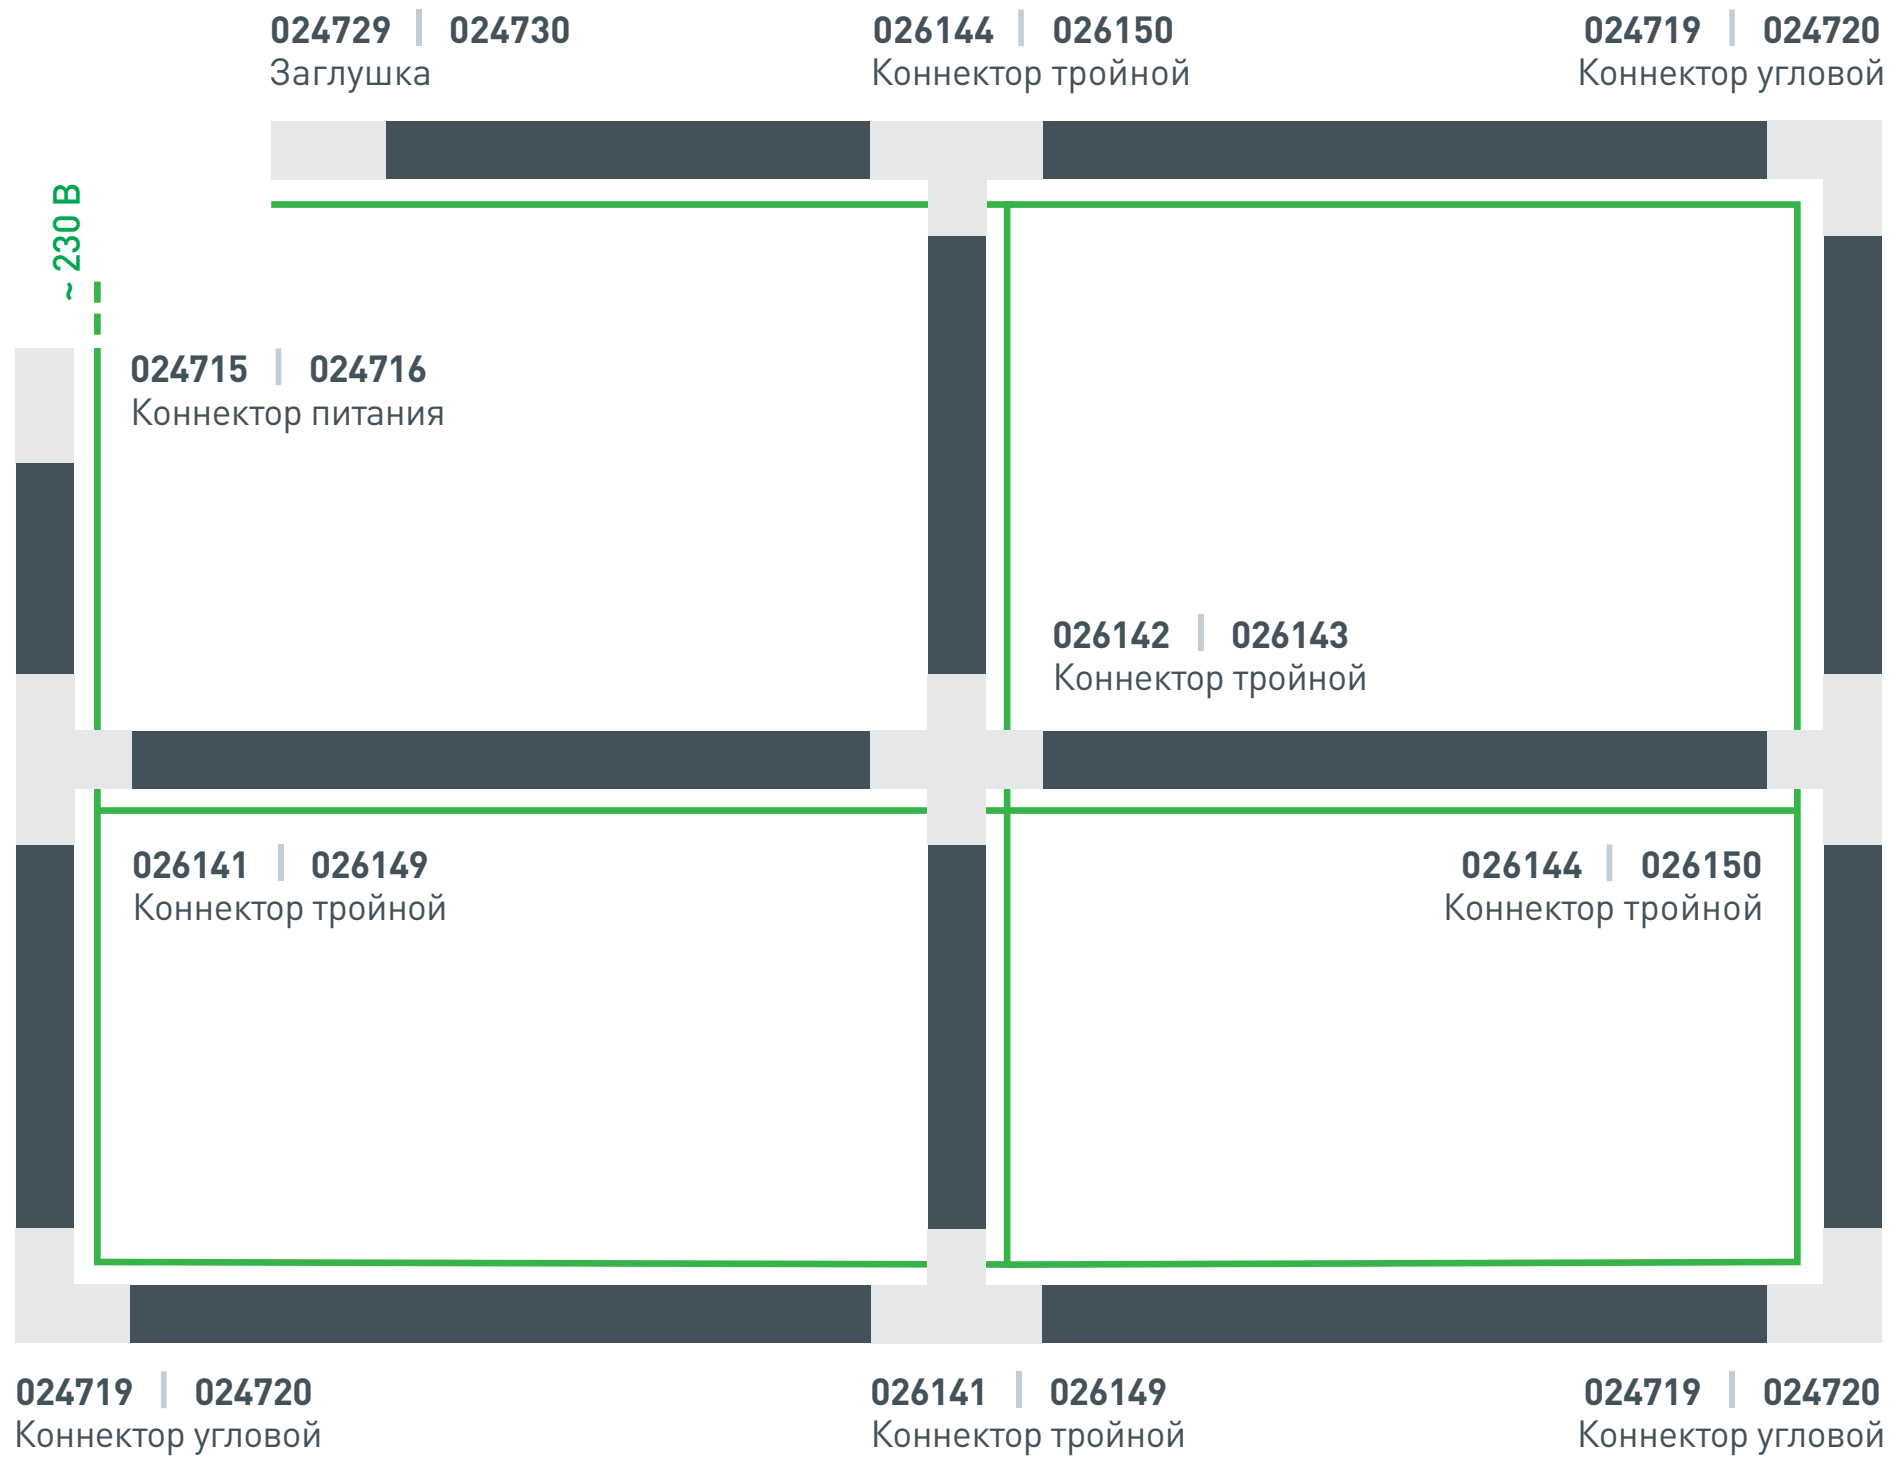 024729 | 024730
Заглушка
026144 | 026150
Коннектор тройной
024719 | 024720
Коннектор угловой
~ 230 В
024715 | 024716
Коннектор питания
026142 | 026143
Коннектор тройной
026141 | 026149
Коннектор тройной
026144 | 026150
Коннектор тройной
024719 | 024720
Коннектор угловой
026141 | 026149
Коннектор тройной
024719 | 024720
Коннектор угловой